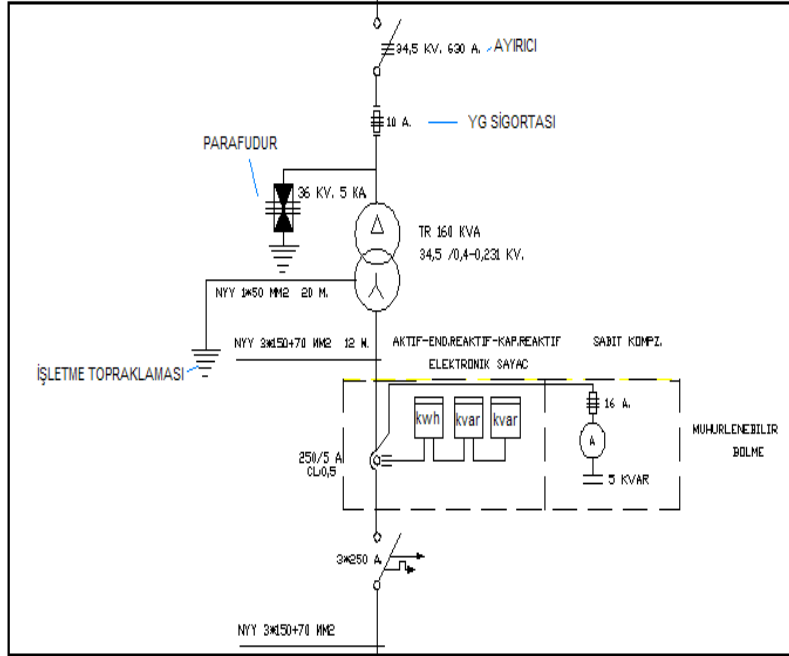 34,5 KV. 630 A.
AYIRICI
10 A.
YG SİGORTASI
PARAFUDUR
36 KV. 5 KA.
TR 160 KVA
34,5 /0,4-0,231 KV.
NYY 1*50 MM2 20 M.
NYY 3*150+70 MM2 12 M.
AKTIF-END.REAKTIF-KAP.REAKTIF
ELEKTRONIK SAYAC
SABIT KOMPZ.
İŞLETME TOPRAKLAMASI
kwh
kvar
kvar
16 A.
A
5 KVAR
MUHURLENEBILIR
BOLME
250/5 A
CL:0,5
3*250 A.
NYY 3*150+70 MM2